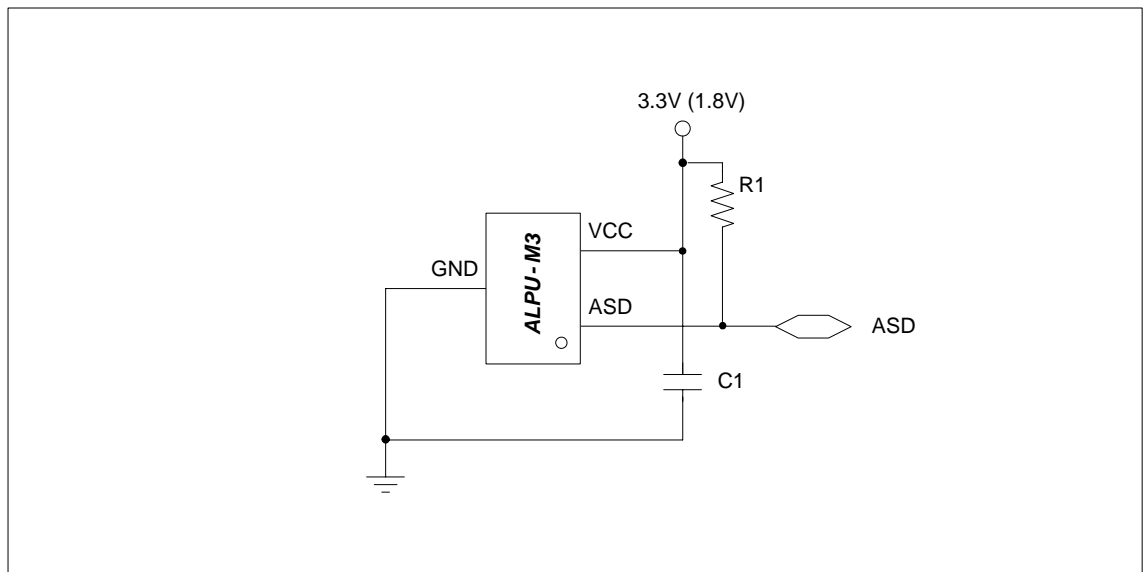 3.3V (1.8V)
R1
VCC
GND
ALPU-M3
ASD
ASD
C1